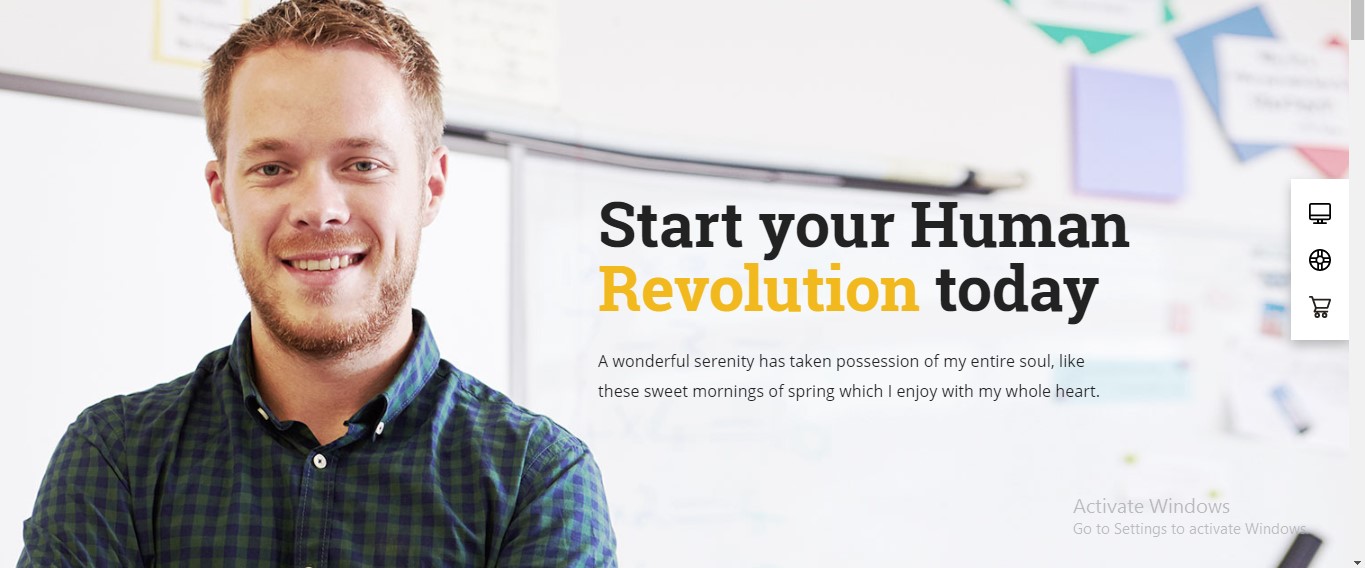 Start your Human
Revolution today
A wonderful serenity has taken possession of my entire soul, like
these sweet mornings of spring which I enjoy with my whole heart.
Activate Windows
Go to Settings to activate Windows.